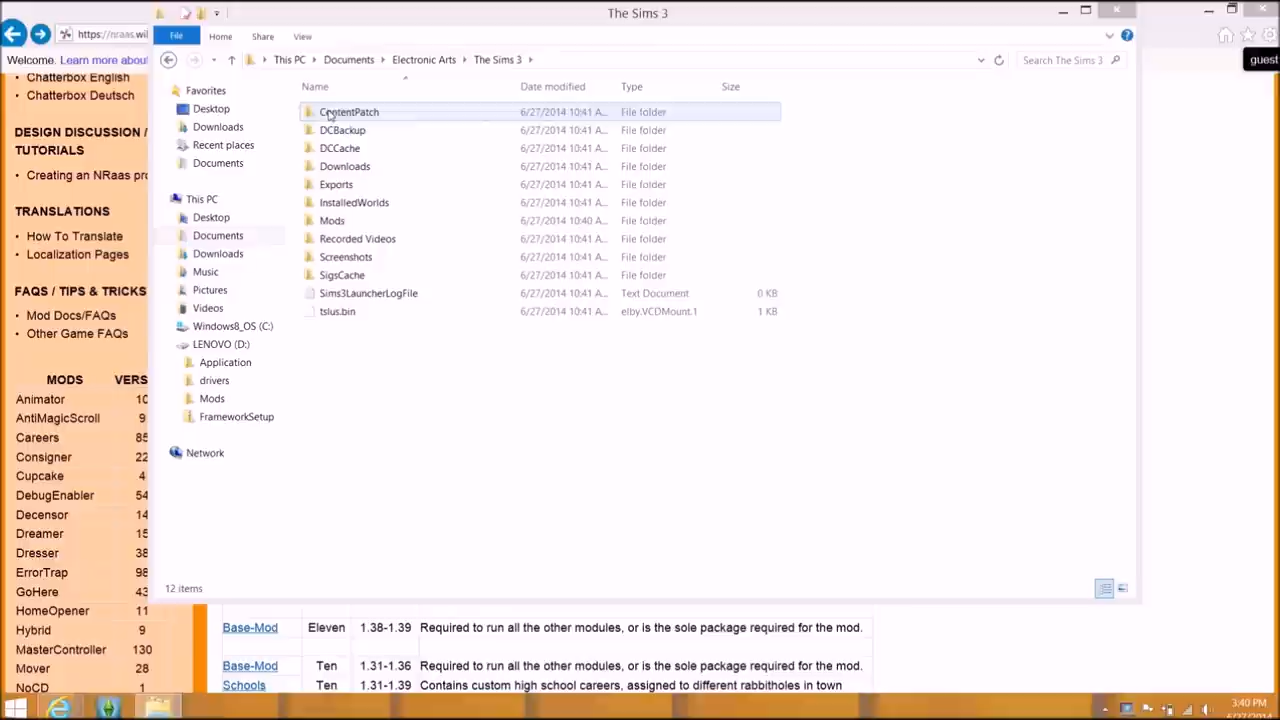 The Sims 3
https://nraas.wil
Welcome. Learn more about
guest
File Home Share View
This PC Documents Electronic Arts The Sims 3
Search The Sims 3
Name Date modified Type Size
ContentPatch 6/27/2014 10:41 A... File folder
DCBackup 6/27/2014 10:41 A... File folder
DCCache 6/27/2014 10:41 A... File folder
Downloads 6/27/2014 10:41 A... File folder
Exports 6/27/2014 10:41 A... File folder
InstalledWorlds 6/27/2014 10:41 A... File folder
Mods 6/27/2014 10:40 A... File folder
Recorded Videos 6/27/2014 10:41 A... File folder
Screenshots 6/27/2014 10:41 A... File folder
SigsCache 6/27/2014 10:41 A... File folder
Sims3LauncherLogFile 6/27/2014 10:41 A... Text Document 0 KB
tslus.bin 6/27/2014 10:41 A... elby.VCDMount.1 1 KB
Favorites
Desktop
Downloads
Recent places
Documents
This PC
Desktop
Documents
Downloads
Music
Pictures
Videos
Windows8_OS (C:)
LENOVO (D:)
Application
drivers
Mods
FrameworkSetup
Network
12 items
• Chatterbox English
• Chatterbox Deutsch
DESIGN DISCUSSION /
TUTORIALS
• Creating an NRaas pro
TRANSLATIONS
• How To Translate
• Localization Pages
FAQS / TIPS & TRICKS
• Mod Docs/FAQs
• Other Game FAQs
MODS VERS
Animator 10
AntiMagicScroll 9
Careers 85
Consigner 22
Cupcake 4
DebugEnabler 54
Decensor 14
Dreamer 15
Dresser 38
ErrorTrap 98
GoHere 43
HomeOpener 11
Hybrid 9
MasterController 130
Mover 28
NoCD 1
Base-Mod Eleven 1.38-1.39 Required to run all the other modules, or is the sole package required for the mod.
Base-Mod Ten 1.31-1.36 Required to run all the other modules, or is the sole package required for the mod.
Schools Ten 1.31-1.39 Contains custom high school careers, assigned to different rabbitholes in town
3:40 PM
6/27/2014